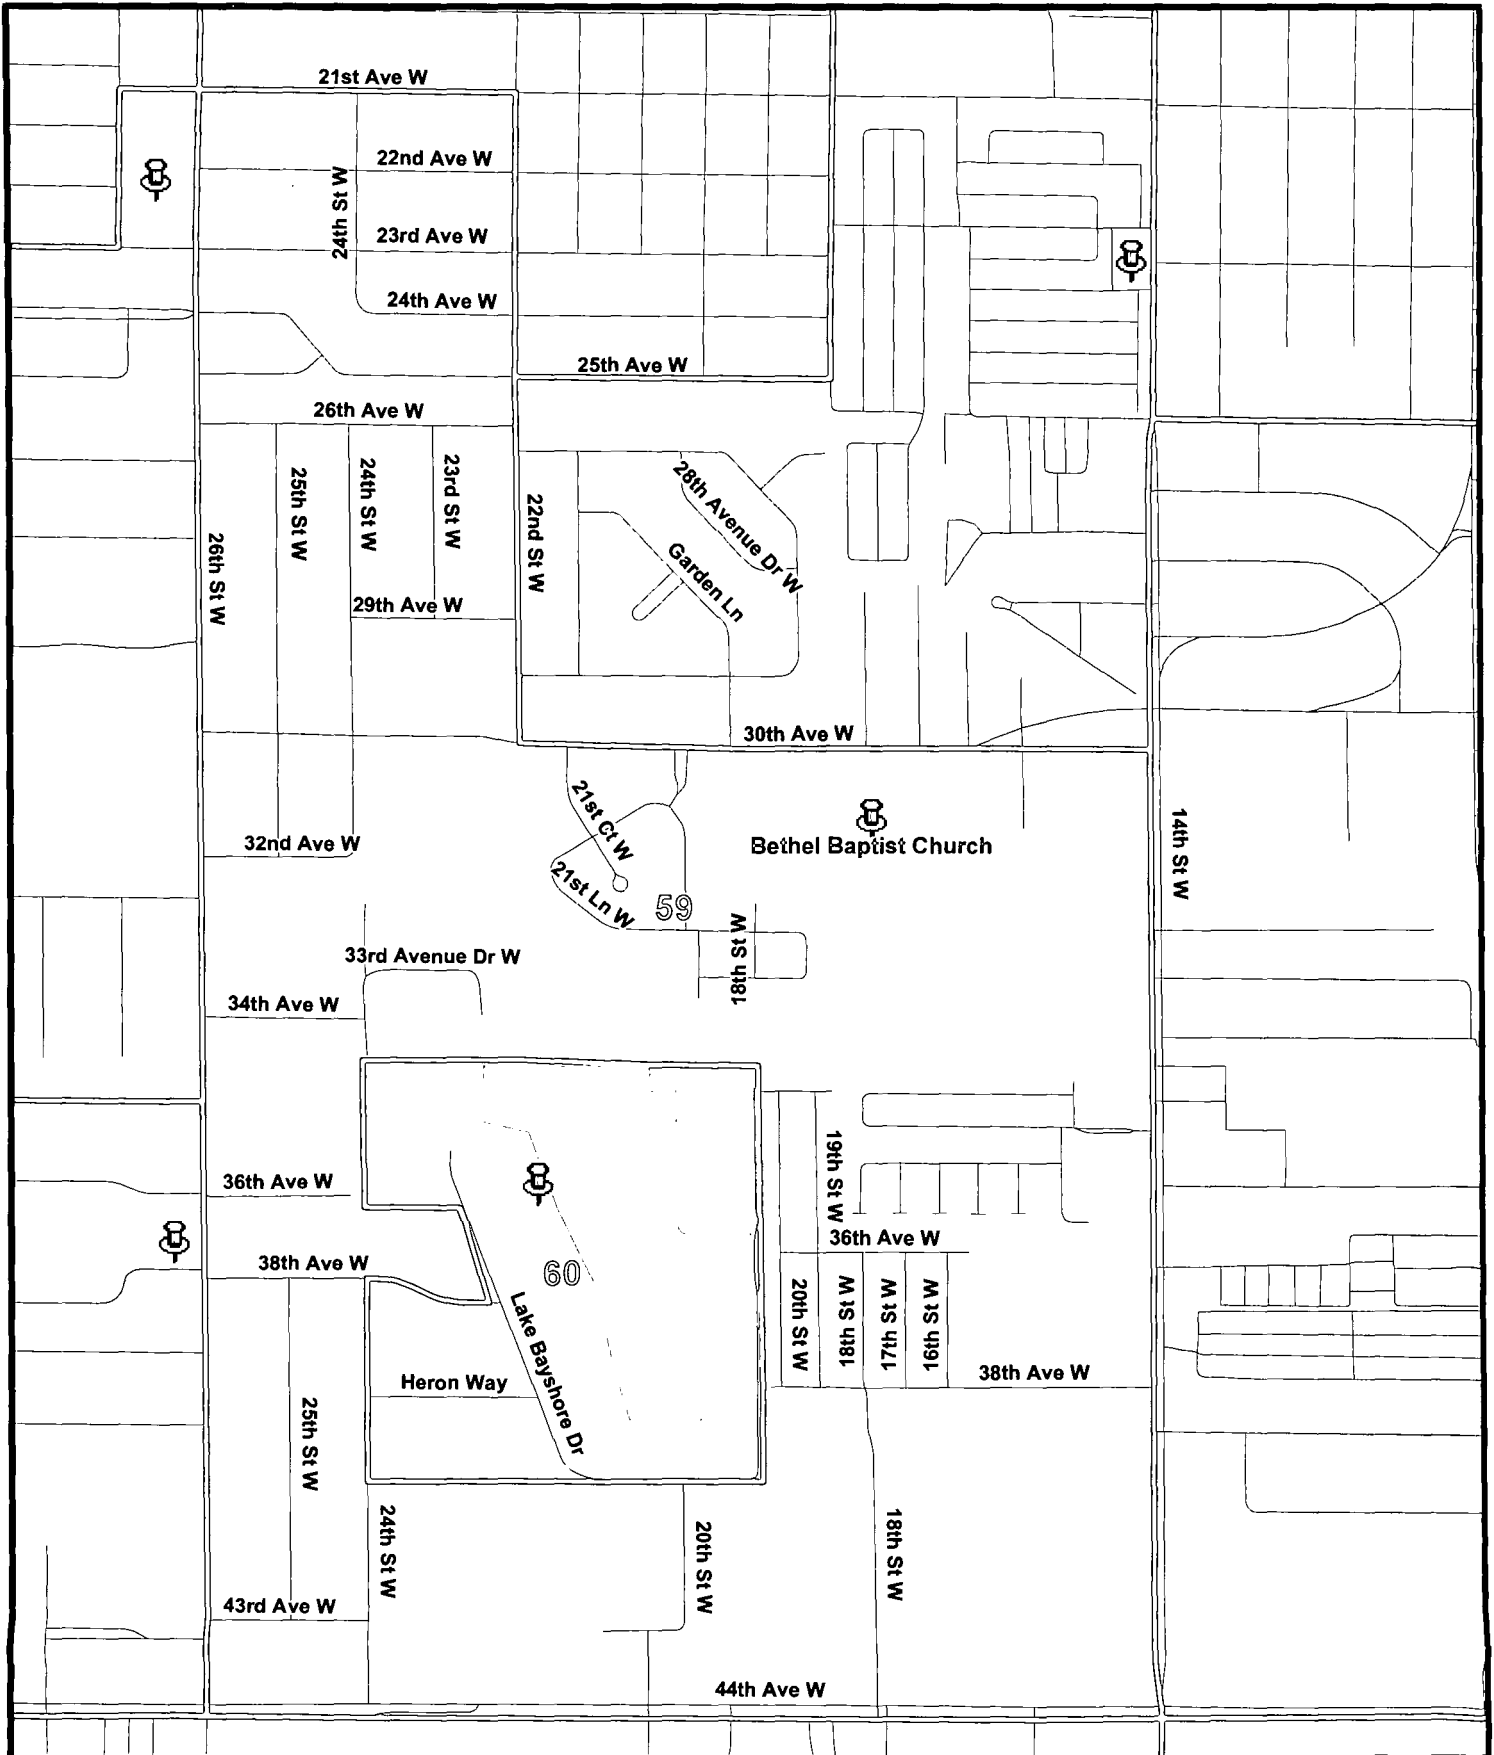 21st Ave W
22nd Ave W
24th St W
23rd Ave W
24th Ave W
25th Ave W
26th Ave W
25th St W
24th St W
23rd St W
22nd St W
28th Avenue Dr W
Garden Ln
26th St W
29th Ave W
30th Ave W
21st Ct W
Bethel Baptist Church
14th St W
32nd Ave W
21st Ln W
59
18th St W
33rd Avenue Dr W
34th Ave W
19th St W
36th Ave W
36th Ave W
38th Ave W
60
20th St W
18th St W
17th St W
16th St W
Lake Bayshore Dr
Heron Way
38th Ave W
25th St W
24th St W
20th St W
18th St W
43rd Ave W
44th Ave W